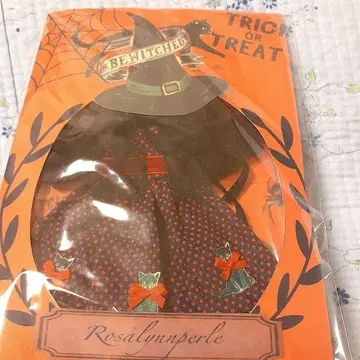 TRICK
OR
TREAT
BEWITCHED
Rosalynnperle